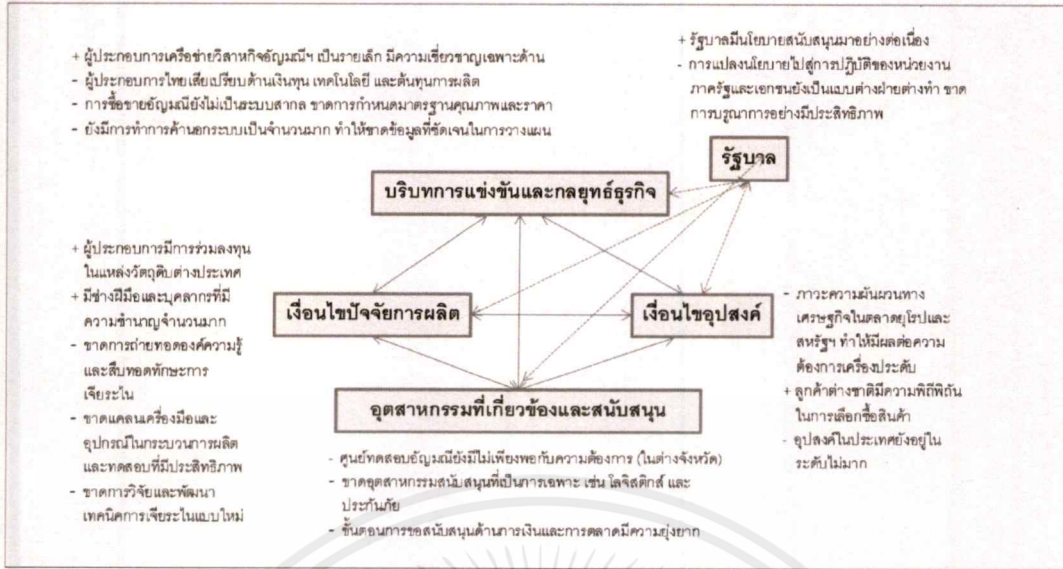 + ผู้ประกอบการเครือข่ายวิสาหกิจอัญมณีฯ เป็นรายเล็ก มีความเชี่ยวชาญเฉพาะด้าน
- ผู้ประกอบการไทยเสียเปรียบด้านเงินทุน เทคโนโลยี และต้นทุนการผลิต
- การซื้อขายอัญมณียังไม่เป็นระบบสากล ขาดการกำหนดมาตรฐานคุณภาพและราคา
- ยังมีการทำการค้านอกระบบเป็นจำนวนมาก ทำให้ขาดข้อมูลที่ชัดเจนในการวางแผน
+ รัฐบาลมีนโยบายสนับสนุนมาอย่างต่อเนื่อง
- การแปลงนโยบายไปสู่การปฏิบัติของหน่วยงาน
ภาครัฐและเอกชนยังเป็นแบบต่างฝ่ายต่างทำ ขาด
การบูรณาการอย่างมีประสิทธิภาพ
รัฐบาล
บริบทการแข่งขันและกลยุทธ์ธุรกิจ
+ ผู้ประกอบการมีการร่วมลงทุน
ในแหล่งวัตถุดิบต่างประเทศ
+ มีช่างฝีมือและบุคลากรที่มี
ความชำนาญจำนวนมาก
- ขาดการถ่ายทอดองค์ความรู้
และสืบทอดทักษะการ
เจียระไน
- ขาดแคลนเครื่องมือและ
อุปกรณ์ในกระบวนการผลิต
และทดสอบที่มีประสิทธิภาพ
- ขาดการวิจัยและพัฒนา
เทคนิคการเจียระไนแบบใหม่
เงื่อนไขปัจจัยการผลิต
เงื่อนไขอุปสงค์
- ภาวะความผันผวนทาง
เศรษฐกิจในตลาดยุโรปและ
สหรัฐฯ ทำให้มีผลต่อความ
ต้องการเครื่องประดับ
+ ลูกค้าต่างชาติมีความพิถีพิถัน
ในการเลือกซื้อสินค้า
- อุปสงค์ในประเทศยังอยู่ใน
ระดับไม่มาก
อุตสาหกรรมที่เกี่ยวข้องและสนับสนุน
- ศูนย์ทดสอบอัญมณียังมีไม่เพียงพอกับความต้องการ (ในต่างจังหวัด)
- ขาดอุตสาหกรรมสนับสนุนที่เป็นการเฉพาะ เช่น โลจิสติกส์ และ
ประกันภัย
- ขั้นตอนการขอสนับสนุนด้านการเงินและการตลาดมีความยุ่งยาก